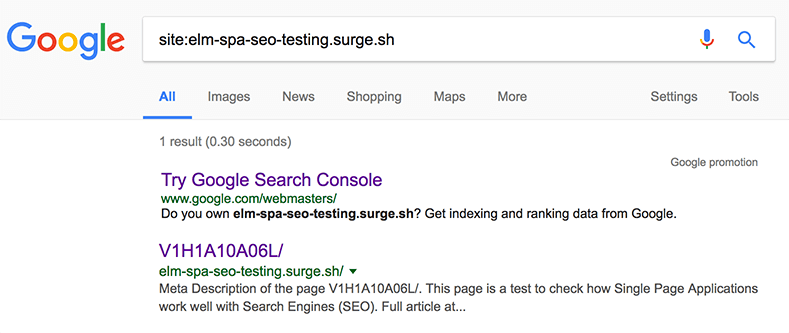 Google
site:elm-spa-seo-testing.surge.sh
All Images News Shopping Maps More Settings Tools
1 result (0.30 seconds)
Google promotion
Try Google Search Console
www.google.com/webmasters/
Do you own elm-spa-seo-testing.surge.sh? Get indexing and ranking data from Google.
V1H1A10A06L/
elm-spa-seo-testing.surge.sh/
Meta Description of the page V1H1A10A06L/. This page is a test to check how Single Page Applications
work well with Search Engines (SEO). Full article at...